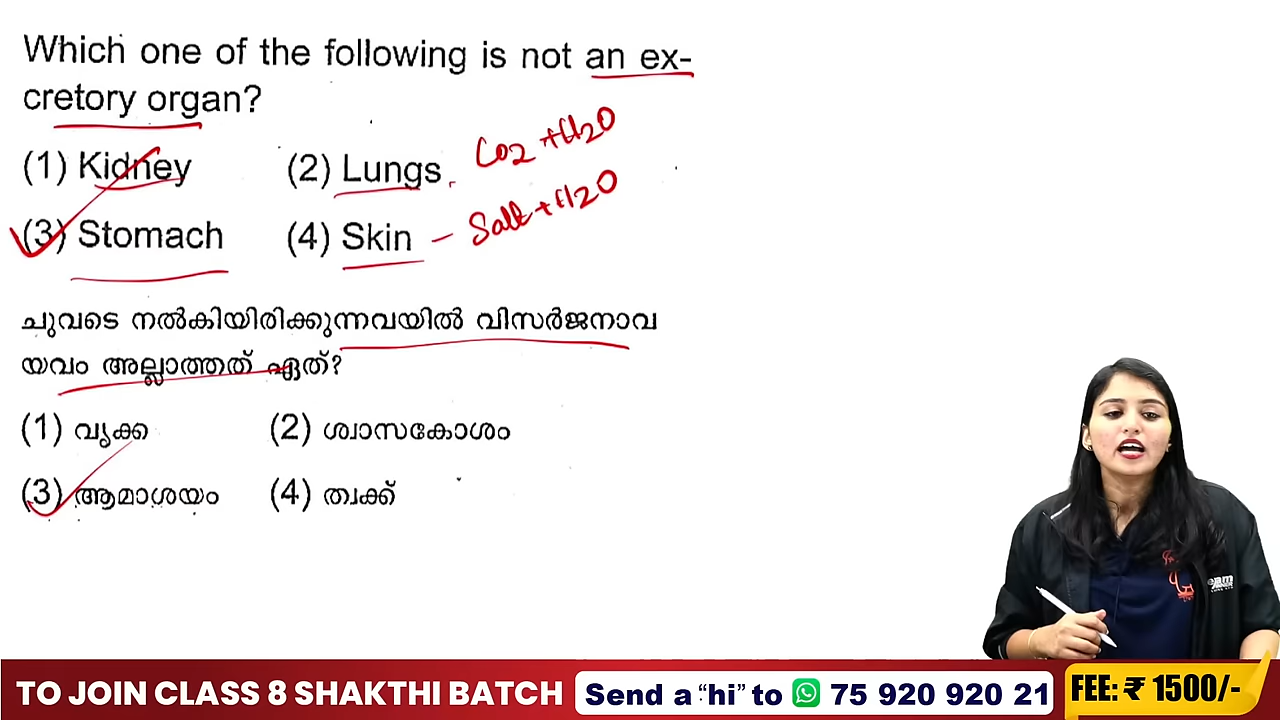 Which one of the following is not an ex-
cretory organ?
(1) Kidney (2) Lungs CO2 + H2O
(3) Stomach (4) Skin – Salt + H2O
ചുവടെ നൽകിയിരിക്കുന്നവയിൽ വിസർജനാവ
യവം അല്ലാത്തത് ഏത്?
(1) വൃക്ക (2) ശ്വാസകോശം
(3) ആമാശയം (4) ത്വക്ക്
TO JOIN CLASS 8 SHAKTHI BATCH Send a “hi” to 75 920 920 21 FEE: ₹ 1500/-